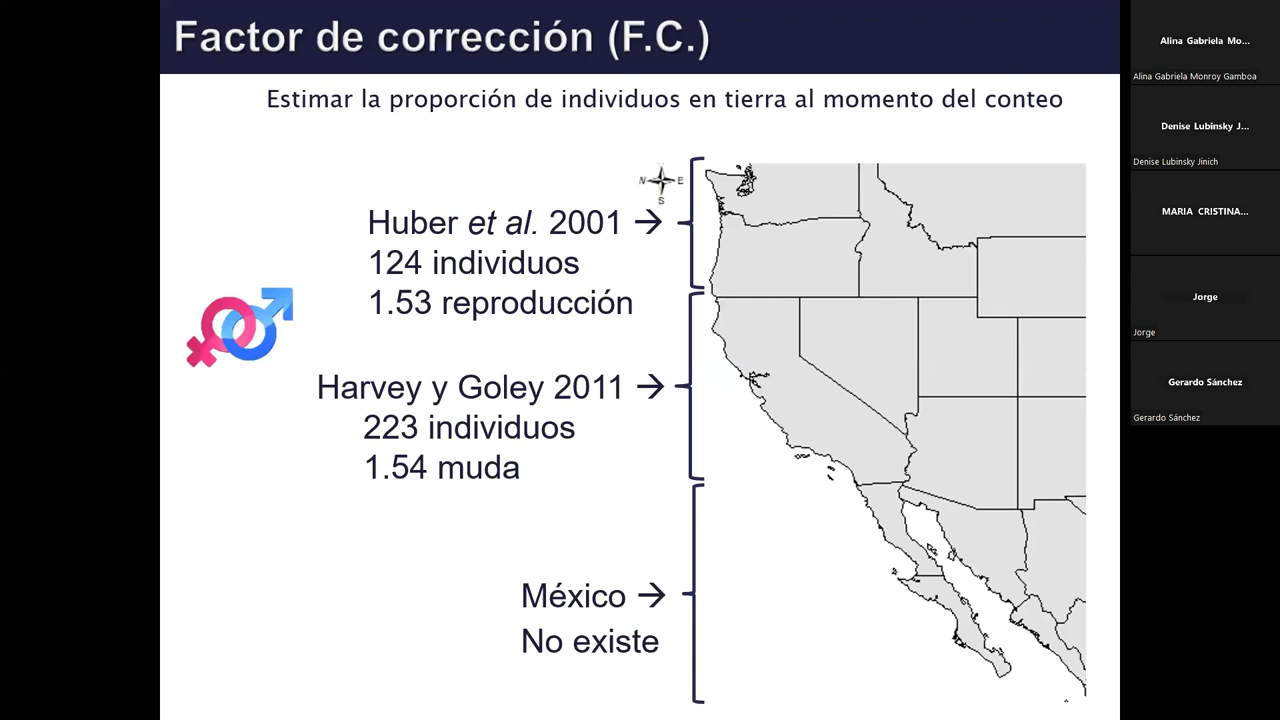 Factor de corrección (F.C.)
Estimar la proporción de individuos en tierra al momento del conteo
N E
S
Huber et al. 2001 →
124 individuos
1.53 reproducción
Harvey y Goley 2011 →
223 individuos
1.54 muda
México →
No existe
Alina Gabriela Mo...
Alina Gabriela Monroy Gamboa
Denise Lubinsky J...
Denise Lubinsky Jinich
MARIA CRISTINA...
Jorge
Jorge
Gerardo Sánchez
Gerardo Sánchez